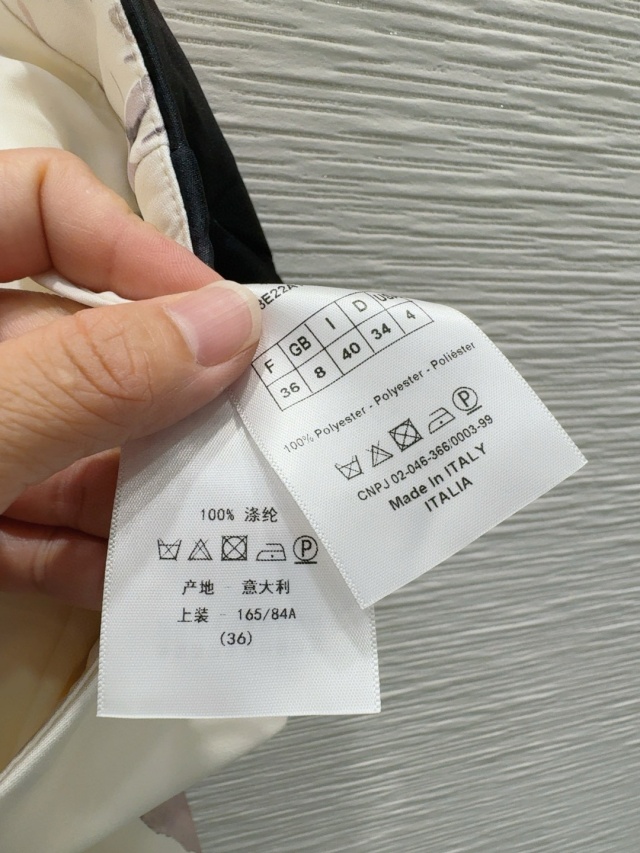 F GB I D
36 8 40 34 4
100% Polyester - Polyester - Poliéster
P
CNPJ 02-046-366/0003-99
Made in ITALY
ITALIA
100% 涤纶
P
产地 - 意大利
上装 - 165/84A
(36)